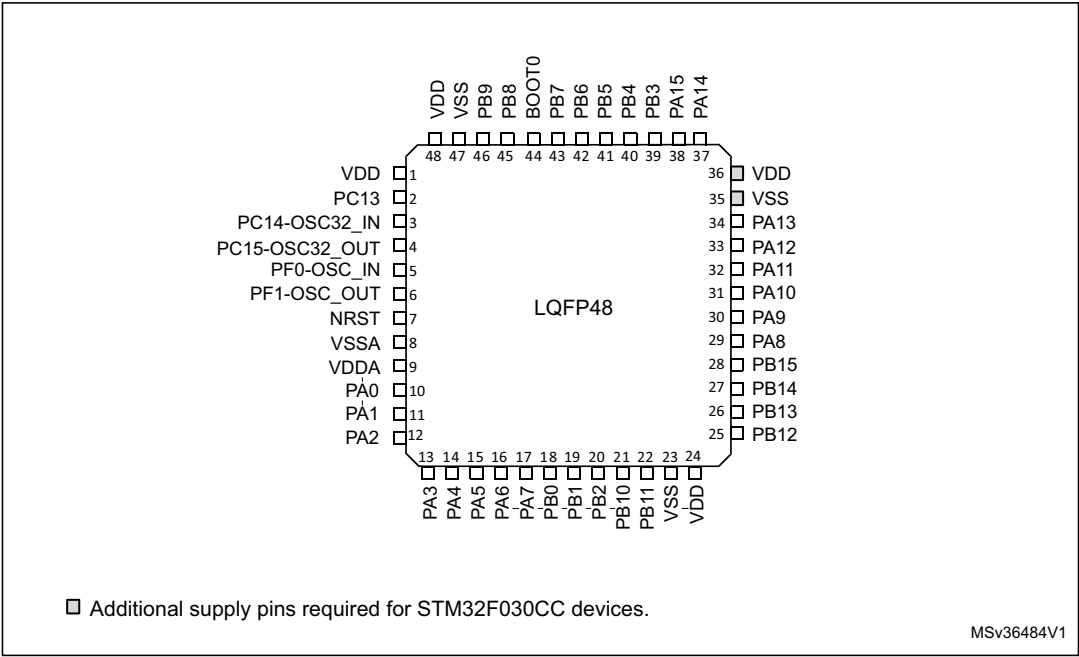 VDD
VSS
PB9
PB8
BOOT0
PB7
PB6
PB5
PB4
PB3
PA15
PA14
48 47 46 45 44 43 42 41 40 39 38 37
VDD 1
PC13 2
PC14-OSC32_IN 3
PC15-OSC32_OUT 4
PF0-OSC_IN 5
PF1-OSC_OUT 6
NRST 7
VSSA 8
VDDA 9
PA0 10
PA1 11
PA2 12
LQFP48
36 VDD
35 VSS
34 PA13
33 PA12
32 PA11
31 PA10
30 PA9
29 PA8
28 PB15
27 PB14
26 PB13
25 PB12
13 14 15 16 17 18 19 20 21 22 23 24
PA3
PA4
PA5
PA6
PA7
PB0
PB1
PB2
PB10
PB11
VSS
VDD
Additional supply pins required for STM32F030CC devices.
MSv36484V1